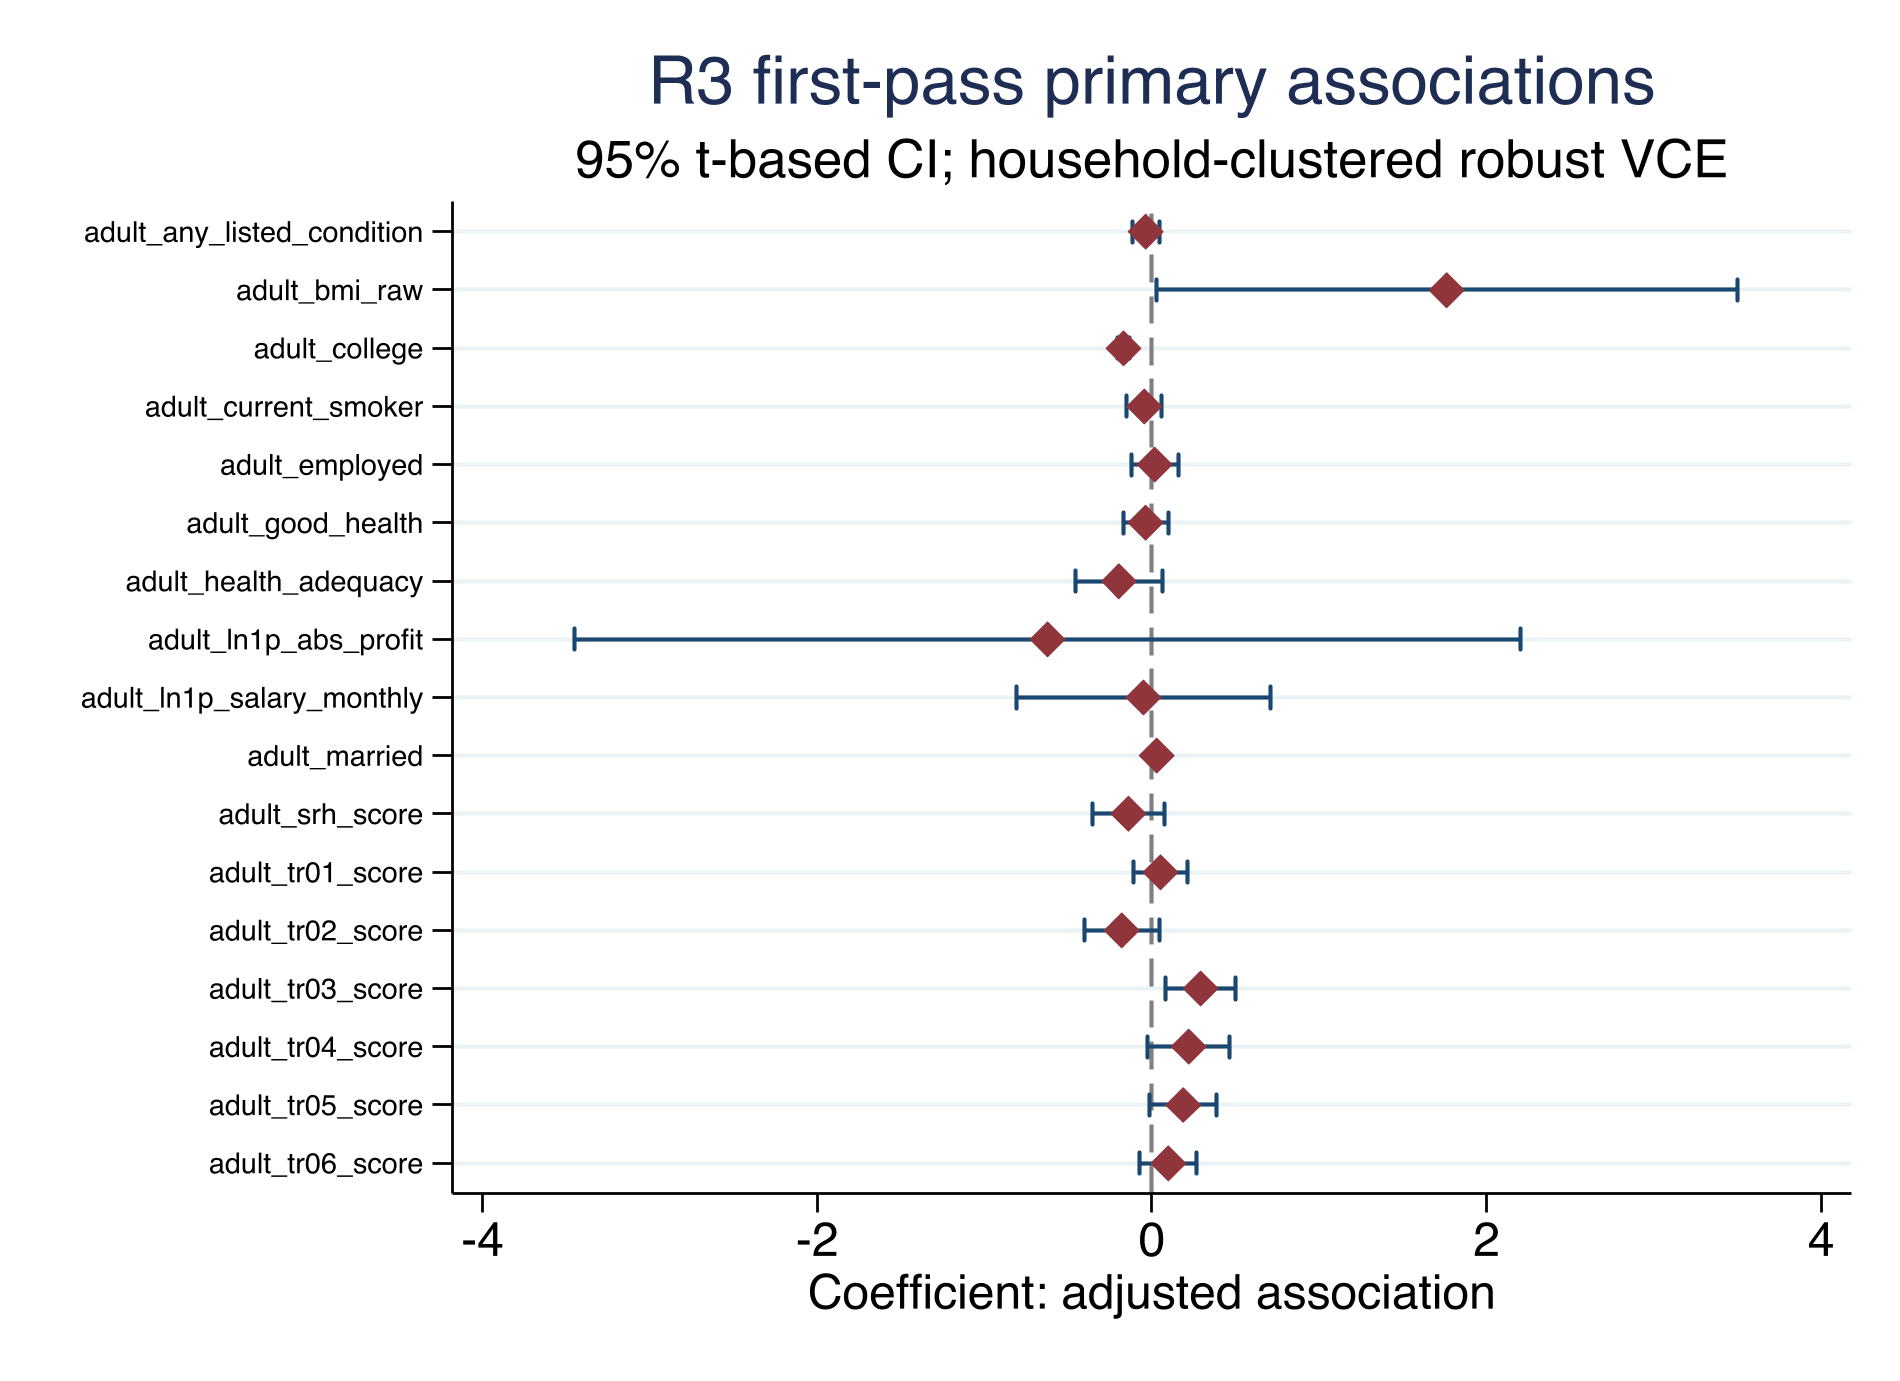 R3 first-pass primary associations
95% t-based CI; household-clustered robust VCE
adult_any_listed_condition
adult_bmi_raw
adult_college
adult_current_smoker
adult_employed
adult_good_health
adult_health_adequacy
adult_ln1p_abs_profit
adult_ln1p_salary_monthly
adult_married
adult_srh_score
adult_tr01_score
adult_tr02_score
adult_tr03_score
adult_tr04_score
adult_tr05_score
adult_tr06_score
-4 -2 0 2 4
Coefficient: adjusted association